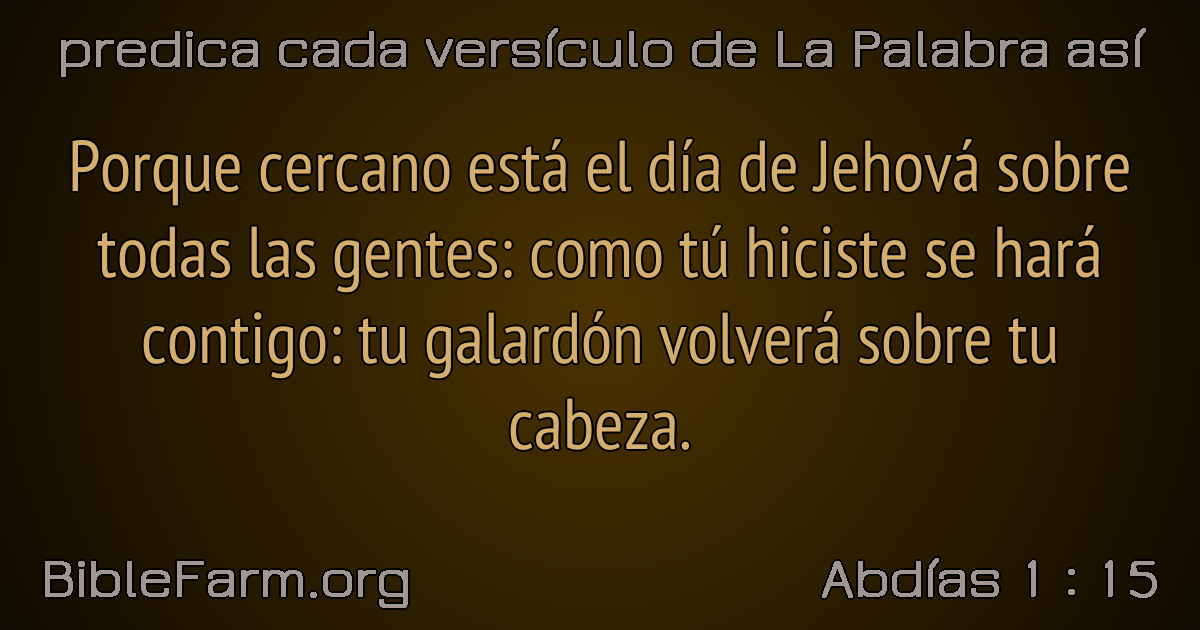 predica cada versículo de La Palabra así
Porque cercano está el día de Jehová sobre
todas las gentes: como tú hiciste se hará
contigo: tu galardón volverá sobre tu
cabeza.
BibleFarm.org
Abdías 1 : 15